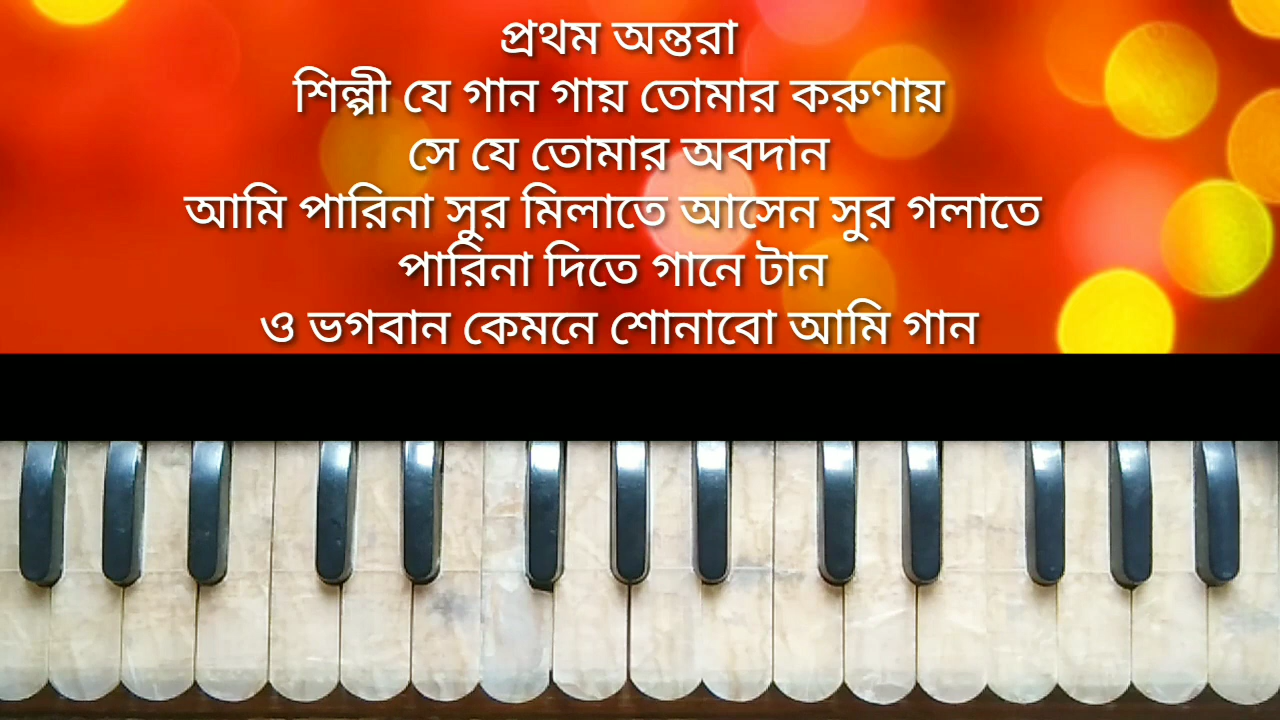 প্রথম অন্তরা
শিল্পী যে গান গায় তোমার করুণায়
সে যে তোমার অবদান
আমি পারিনা সুর মিলাতে আসেন সুর গলাতে
পারিনা দিতে গানে টান
ও ভগবান কেমনে শোনাবো আমি গান